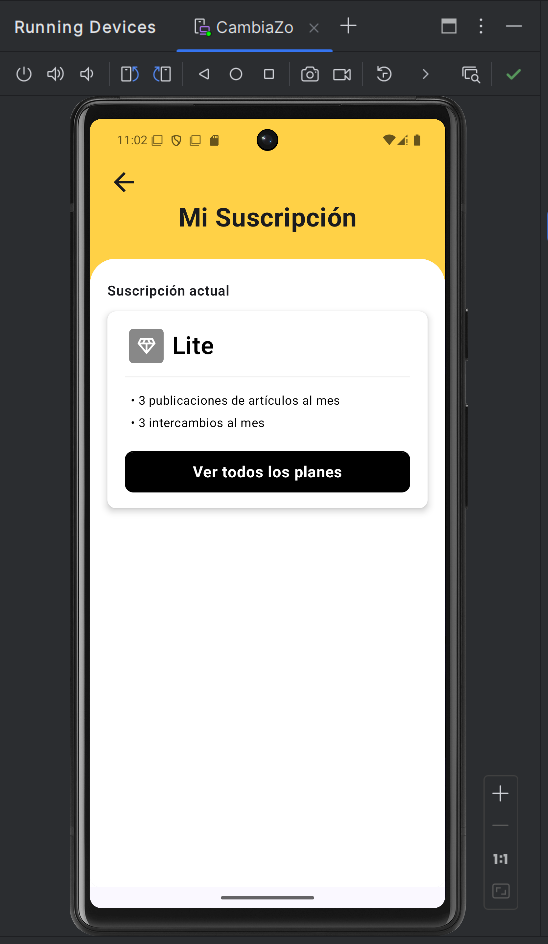 Running Devices
CambiaZo
11:02
Mi Suscripción
Suscripción actual
Lite
• 3 publicaciones de artículos al mes
• 3 intercambios al mes
Ver todos los planes
1:1